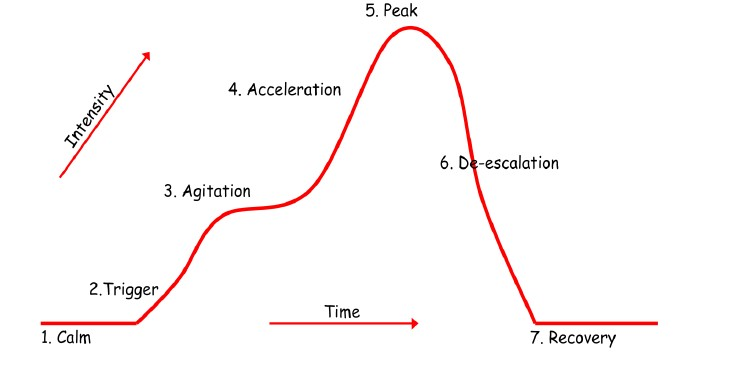 5. Peak
4. Acceleration
Intensity
6. De-escalation
3. Agitation
2.Trigger
Time
1. Calm
7. Recovery